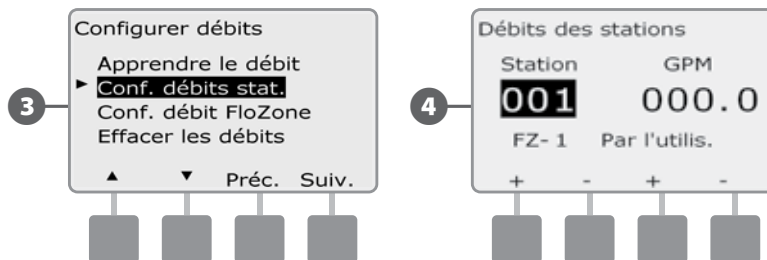 3
Configurer débits
Apprendre le débit
► Conf. débits stat.
Conf. débit FloZone
Effacer les débits
▲ ▼ Préc. Suiv.
4
Débits des stations
Station GPM
001 000.0
FZ- 1 Par l'utilis.
+ - + -